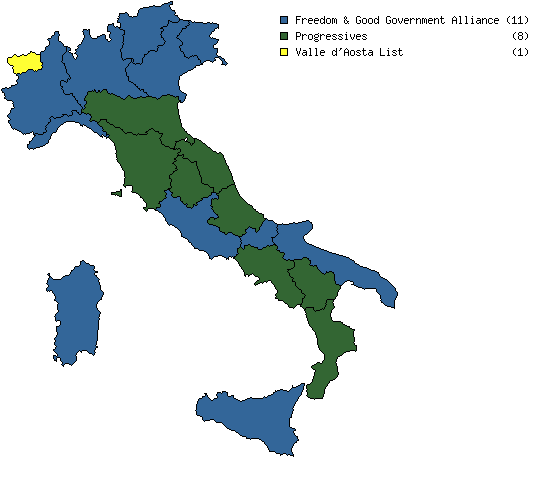 Freedom & Good Government Alliance (11)
Progressives (8)
Valle d'Aosta List (1)